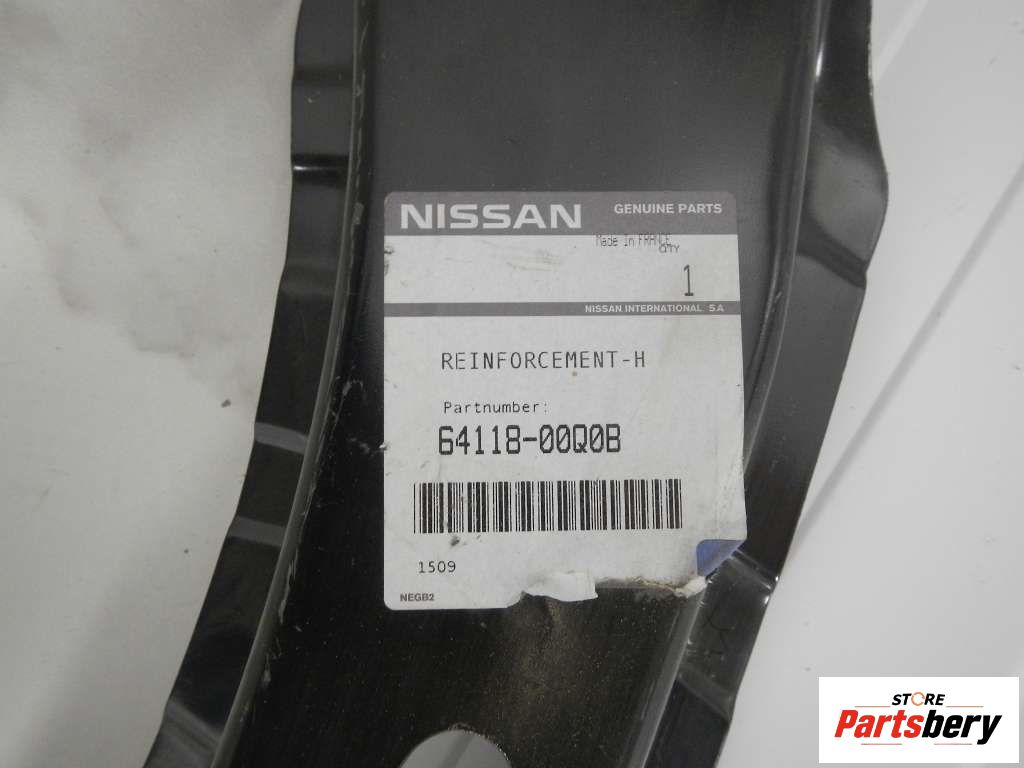 NISSAN GENUINE PARTS
Made In FRANCE
QTY
1
NISSAN INTERNATIONAL SA
REINFORCEMENT-H
Partnumber:
64118-00Q0B
1509
NEGB2
STORE
Partsbery